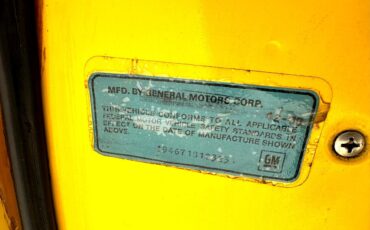 MFD. BY GENERAL MOTORS CORP.
THIS VEHICLE CONFORMS TO ALL APPLICABLE
FEDERAL MOTOR VEHICLE SAFETY STANDARDS IN
EFFECT ON THE DATE OF MANUFACTURE SHOWN
ABOVE
GM